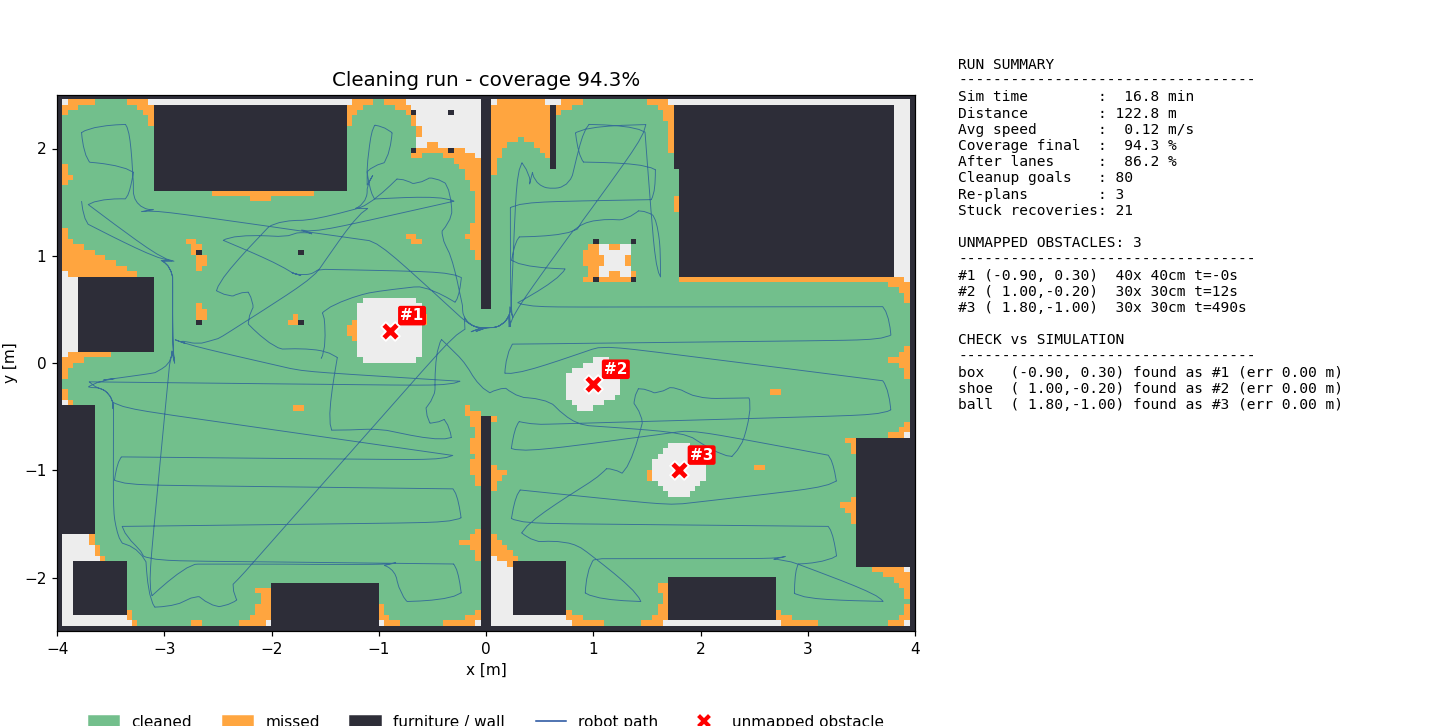 Cleaning run - coverage 94.3%
2
1
0
−1
−2
y [m]
−4 −3 −2 −1 0 1 2 3 4
x [m]
#1
#2
#3
cleaned missed furniture / wall robot path unmapped obstacle
RUN SUMMARY
----------------------------------
Sim time : 16.8 min
Distance : 122.8 m
Avg speed : 0.12 m/s
Coverage final : 94.3 %
After lanes : 86.2 %
Cleanup goals : 80
Re-plans : 3
Stuck recoveries: 21
UNMAPPED OBSTACLES: 3
----------------------------------
#1 (-0.90, 0.30) 40x 40cm t=-0s
#2 ( 1.00,-0.20) 30x 30cm t=12s
#3 ( 1.80,-1.00) 30x 30cm t=490s
CHECK vs SIMULATION
----------------------------------
box (-0.90, 0.30) found as #1 (err 0.00 m)
shoe ( 1.00,-0.20) found as #2 (err 0.00 m)
ball ( 1.80,-1.00) found as #3 (err 0.00 m)